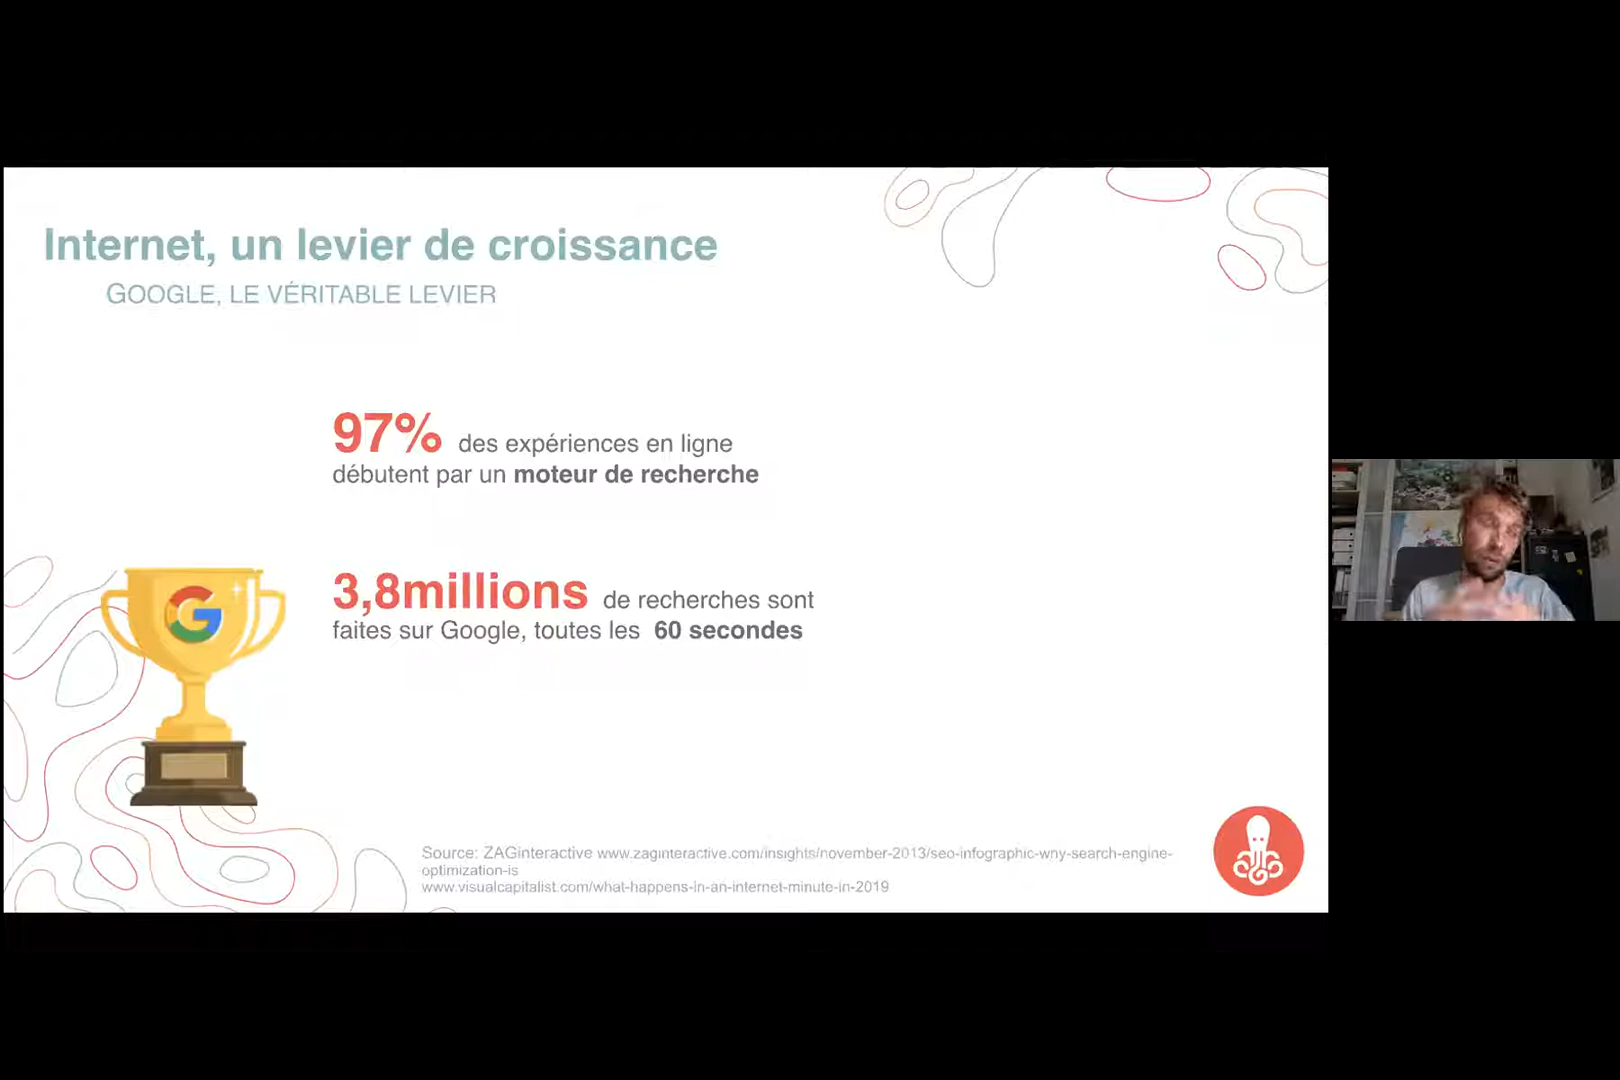 Internet, un levier de croissance
GOOGLE, LE VÉRITABLE LEVIER
97% des expériences en ligne
débutent par un moteur de recherche
3,8millions de recherches sont
faites sur Google, toutes les 60 secondes
Source: ZAGinteractive www.zaginteractive.com/insights/november-2013/seo-infographic-wny-search-engine-
optimization-is
www.visualcapitalist.com/what-happens-in-an-internet-minute-in-2019